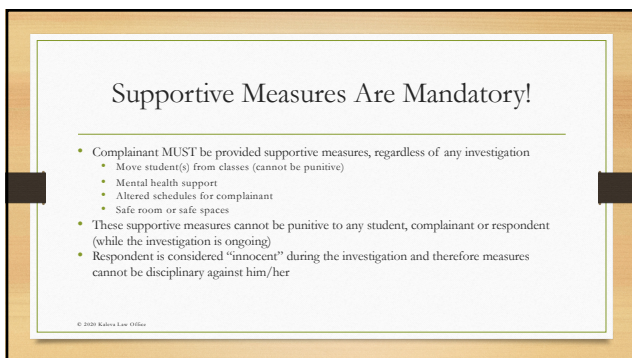 Supportive Measures Are Mandatory!
• Complainant MUST be provided supportive measures, regardless of any investigation
• Move student(s) from classes (cannot be punitive)
• Mental health support
• Altered schedules for complainant
• Safe room or safe spaces
• These supportive measures cannot be punitive to any student, complainant or respondent
(while the investigation is ongoing)
• Respondent is considered “innocent” during the investigation and therefore measures
cannot be disciplinary against him/her
© 2020 Kaleva Law Office